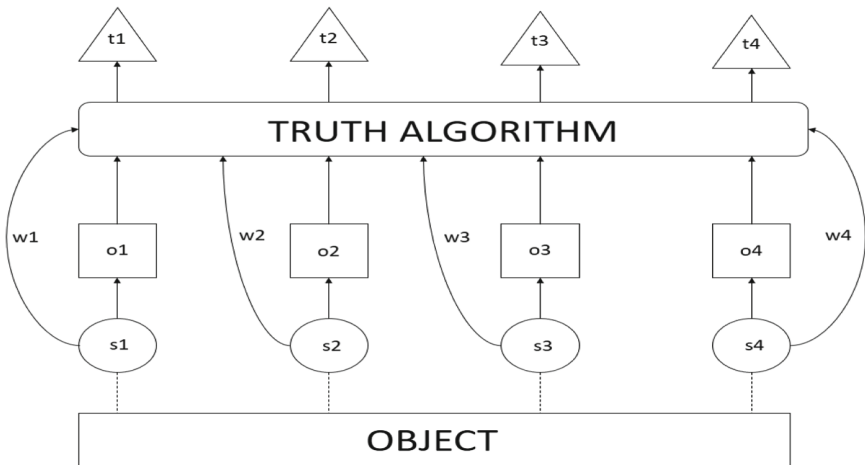 t1 t2 t3 t4
TRUTH ALGORITHM
w1 w2 w3 w4
o1 o2 o3 o4
s1 s2 s3 s4
OBJECT